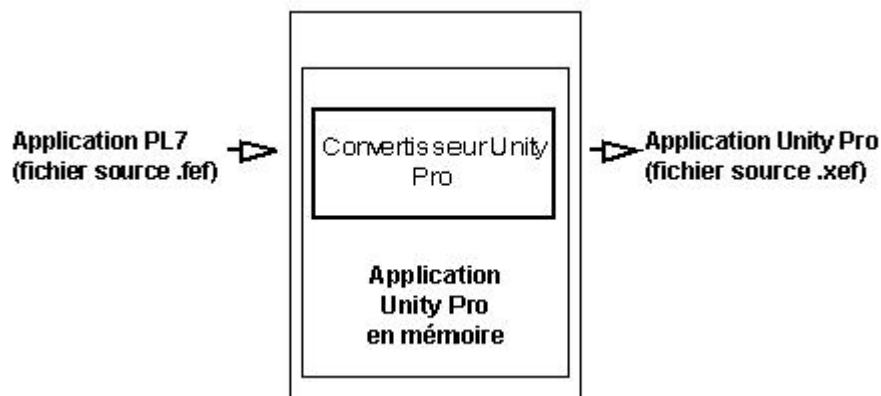 Application PL7
(fichier source .fef)
Convertisseur Unity
Pro
Application
Unity Pro
en mémoire
Application Unity Pro
(fichier source .xef)